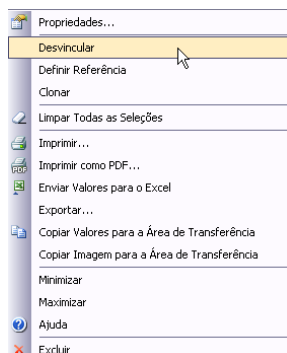 Propriedades...
Desvincular
Definir Referência
Clonar
Limpar Todas as Seleções
Imprimir...
PDF
Imprimir como PDF...
Enviar Valores para o Excel
Exportar...
Copiar Valores para a Área de Transferência
Copiar Imagem para a Área de Transferência
Minimizar
Maximizar
Ajuda
Excluir